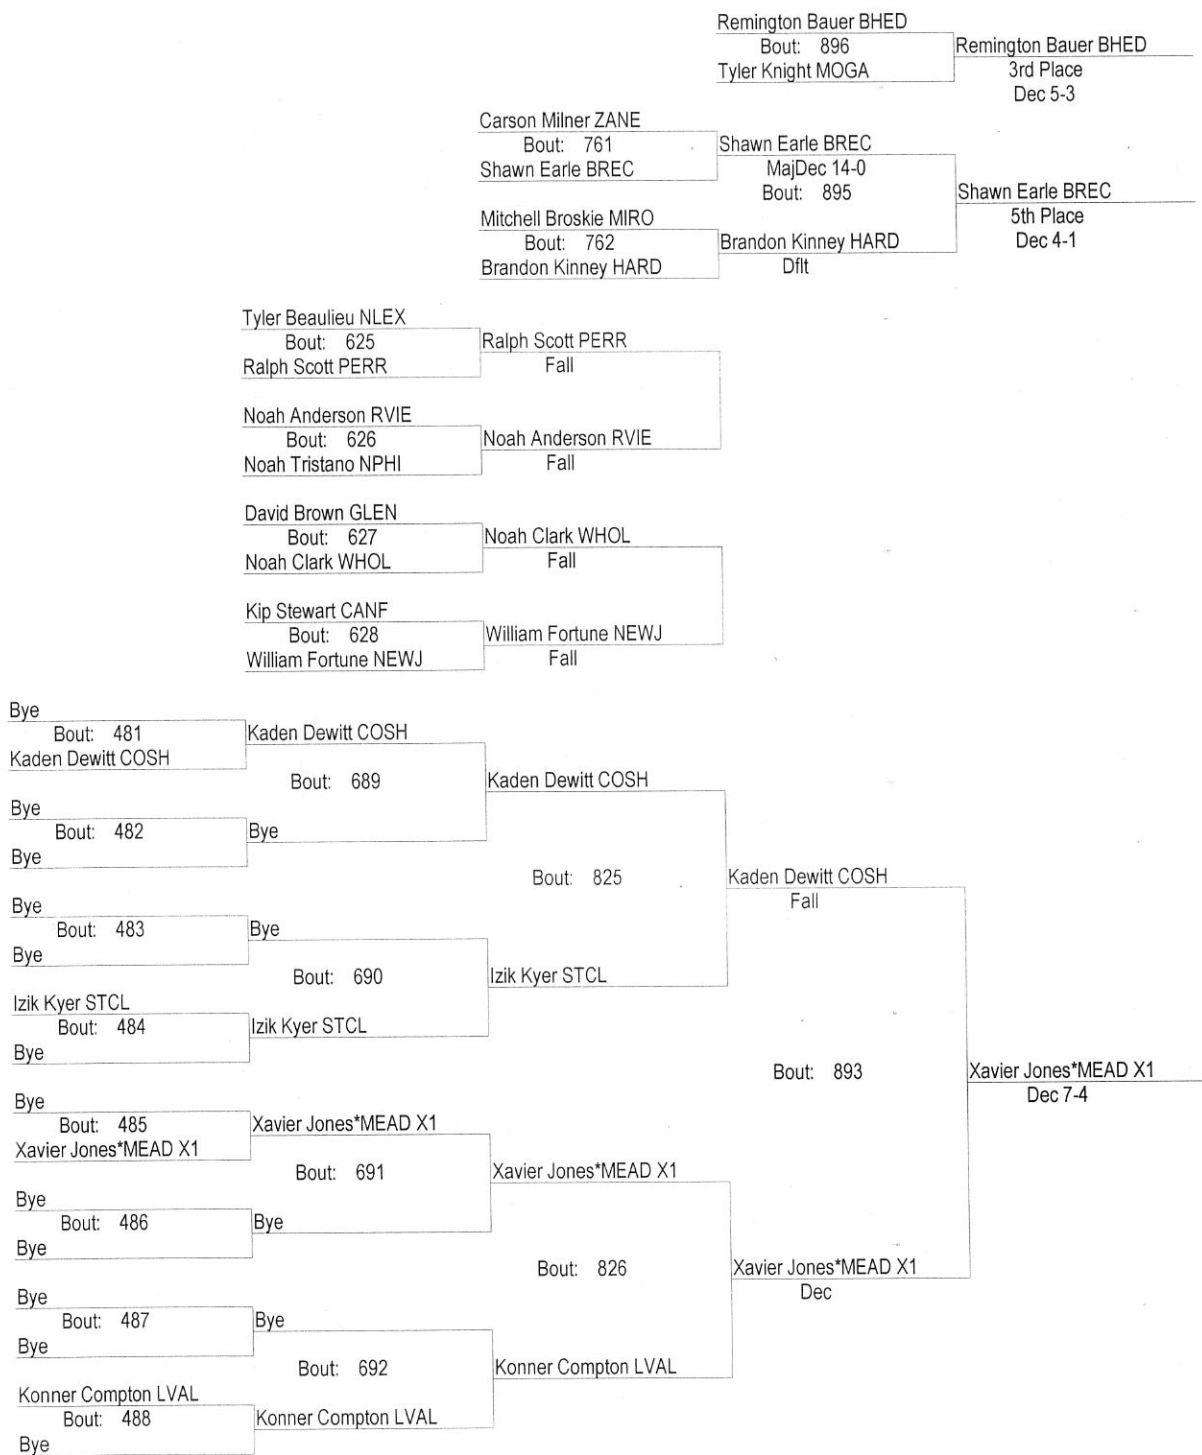 Remington Bauer BHED
Bout: 896
Tyler Knight MOGA
Remington Bauer BHED
3rd Place
Dec 5-3
Carson Milner ZANE
Bout: 761
Shawn Earle BREC
Shawn Earle BREC
MajDec 14-0
Bout: 895
Shawn Earle BREC
5th Place
Dec 4-1
Mitchell Broskie MIRO
Bout: 762
Brandon Kinney HARD
Brandon Kinney HARD
Dflt
Tyler Beaulieu NLEX
Bout: 625
Ralph Scott PERR
Ralph Scott PERR
Fall
Noah Anderson RVIE
Bout: 626
Noah Tristano NPHI
Noah Anderson RVIE
Fall
David Brown GLEN
Bout: 627
Noah Clark WHOL
Noah Clark WHOL
Fall
Kip Stewart CANF
Bout: 628
William Fortune NEWJ
William Fortune NEWJ
Fall
Bye
Bout: 481
Kaden Dewitt COSH
Kaden Dewitt COSH
Bout: 689
Kaden Dewitt COSH
Bye
Bout: 482
Bye
Bye
Bout: 825
Kaden Dewitt COSH
Fall
Bye
Bout: 483
Bye
Bye
Bout: 690
Izik Kyer STCL
Izik Kyer STCL
Bout: 484
Bye
Izik Kyer STCL
Bout: 893
Xavier Jones*MEAD X1
Dec 7-4
Bye
Bout: 485
Xavier Jones*MEAD X1
Xavier Jones*MEAD X1
Bout: 691
Xavier Jones*MEAD X1
Bye
Bout: 486
Bye
Bye
Bout: 826
Xavier Jones*MEAD X1
Dec
Bye
Bout: 487
Bye
Bye
Bout: 692
Konner Compton LVAL
Konner Compton LVAL
Bout: 488
Bye
Konner Compton LVAL